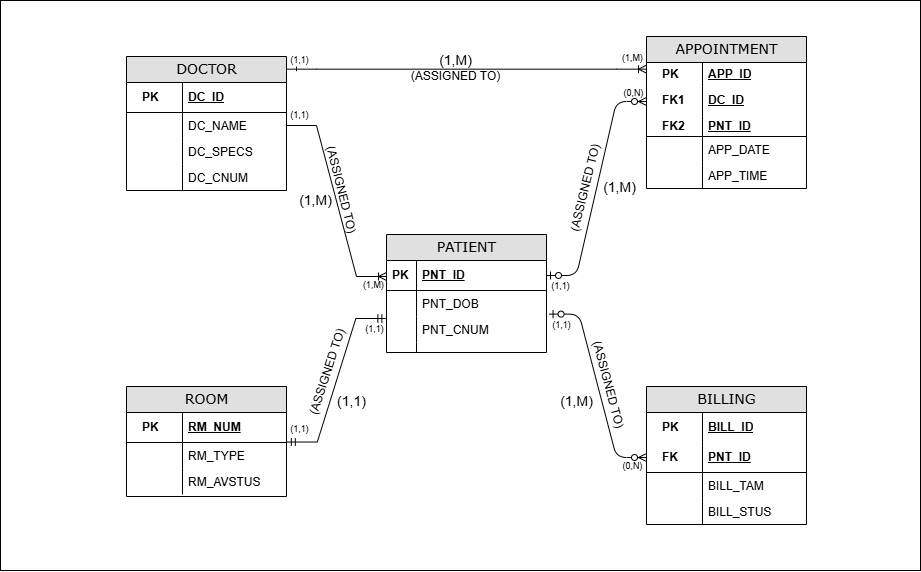 DOCTOR
PK DC_ID
DC_NAME
DC_SPECS
DC_CNUM
(1,1)
(1,M)
(ASSIGNED TO)
(1,M)
APPOINTMENT
PK APP_ID
FK1 DC_ID
FK2 PNT_ID
APP_DATE
APP_TIME
(0,N)
(1,1)
(ASSIGNED TO)
(1,M)
(1,M)
(ASSIGNED TO)
(1,M)
(1,1)
PATIENT
PK PNT_ID
PNT_DOB
PNT_CNUM
(1,1)
(ASSIGNED TO)
(1,1)
(1,1)
ROOM
PK RM_NUM
RM_TYPE
RM_AVSTUS
(1,1)
(ASSIGNED TO)
(1,M)
(0,N)
BILLING
PK BILL_ID
FK PNT_ID
BILL_TAM
BILL_STUS